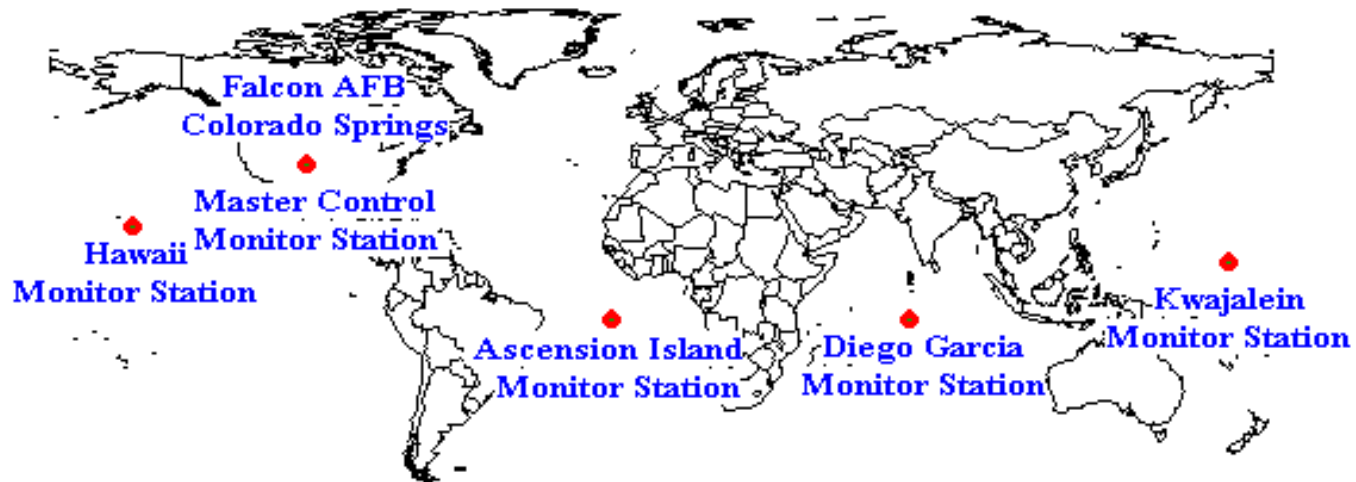 Falcon AFB
Colorado Springs
Master Control
Monitor Station
Hawaii
Monitor Station
Ascension Island
Monitor Station
Diego Garcia
Monitor Station
Kwajalein
Monitor Station